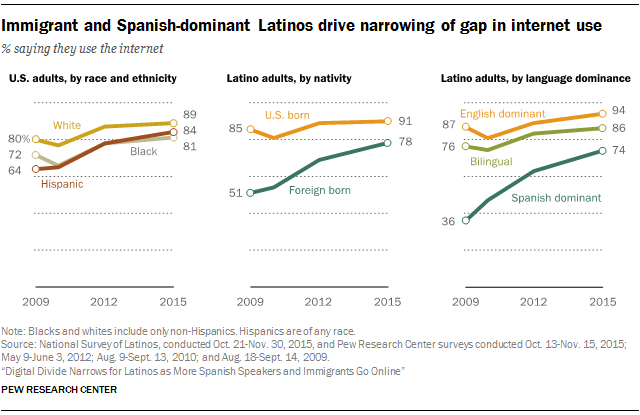 Immigrant and Spanish-dominant Latinos drive narrowing of gap in internet use
% saying they use the internet
U.S. adults, by race and ethnicity
White
80%
72
64
Hispanic
Black
89
84
81
2009
2012
2015
Latino adults, by nativity
U.S. born
85
91
78
51
Foreign born
2009
2012
2015
Latino adults, by language dominance
English dominant
87
94
86
76
Bilingual
74
Spanish dominant
36
2009
2012
2015
Note: Blacks and whites include only non-Hispanics. Hispanics are of any race.
Source: National Survey of Latinos, conducted Oct. 21-Nov. 30, 2015, and Pew Research Center surveys conducted Oct. 13-Nov. 15, 2015;
May 9-June 3, 2012; Aug. 9-Sept. 13, 2010; and Aug. 18-Sept. 14, 2009.
“Digital Divide Narrows for Latinos as More Spanish Speakers and Immigrants Go Online”
PEW RESEARCH CENTER